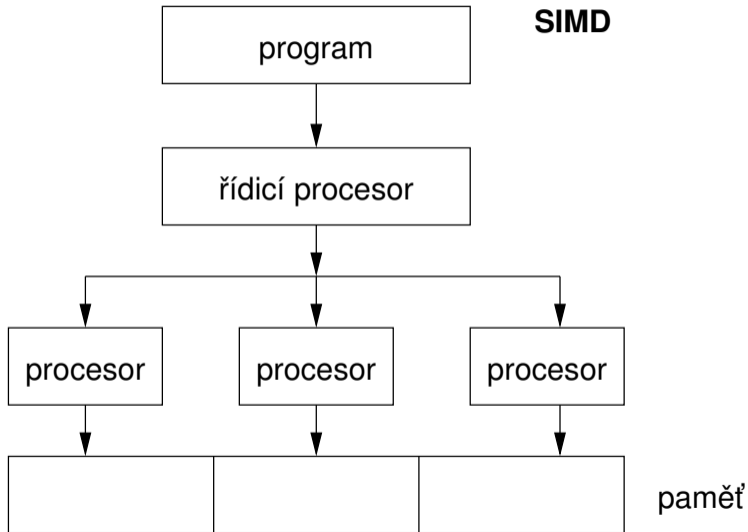 SIMD
program
řídicí procesor
procesor procesor procesor
paměť